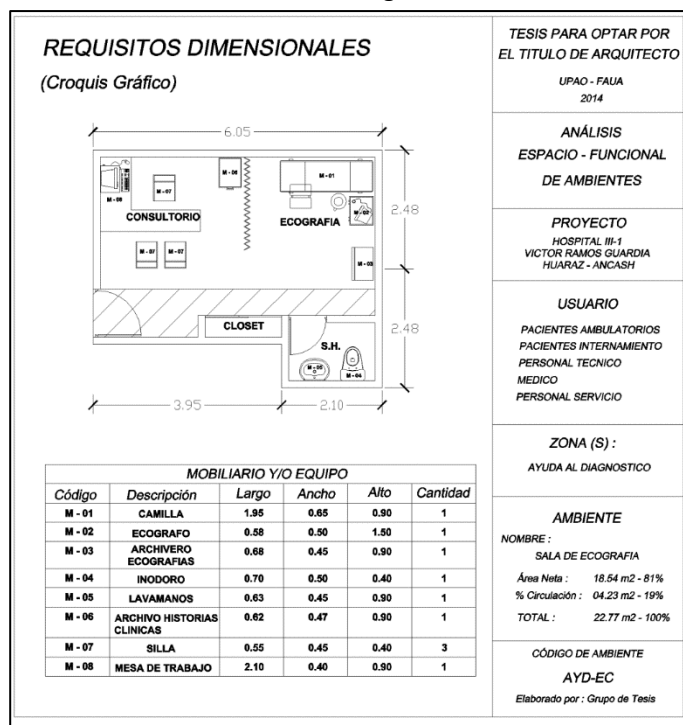 REQUISITOS DIMENSIONALES
(Croquis Gráfico)
6.05
M - 08
M - 07
M - 06
M - 01
M - 02
CONSULTORIO
ECOGRAFIA
2.48
M - 07
M - 07
M - 03
CLOSET
S.H.
2.48
M - 05
M - 04
3.95
2.10
MOBILIARIO Y/O EQUIPO
Código Descripción Largo Ancho Alto Cantidad
M - 01 CAMILLA 1.95 0.65 0.90 1
M - 02 ECOGRAFO 0.58 0.50 1.50 1
M - 03 ARCHIVERO ECOGRAFIAS 0.68 0.45 0.90 1
M - 04 INODORO 0.70 0.50 0.40 1
M - 05 LAVAMANOS 0.63 0.45 0.90 1
M - 06 ARCHIVO HISTORIAS CLINICAS 0.62 0.47 0.90 1
M - 07 SILLA 0.55 0.45 0.40 3
M - 08 MESA DE TRABAJO 2.10 0.40 0.90 1
TESIS PARA OPTAR POR
EL TITULO DE ARQUITECTO
UPAO - FAUA
2014
ANÁLISIS
ESPACIO - FUNCIONAL
DE AMBIENTES
PROYECTO
HOSPITAL III-1
VICTOR RAMOS GUARDIA
HUARAZ - ANCASH
USUARIO
PACIENTES AMBULATORIOS
PACIENTES INTERNAMIENTO
PERSONAL TECNICO
MEDICO
PERSONAL SERVICIO
ZONA (S) :
AYUDA AL DIAGNOSTICO
AMBIENTE
NOMBRE :
SALA DE ECOGRAFIA
Área Neta : 18.54 m2 - 81%
% Circulación : 04.23 m2 - 19%
TOTAL : 22.77 m2 - 100%
CÓDIGO DE AMBIENTE
AYD-EC
Elaborado por : Grupo de Tesis